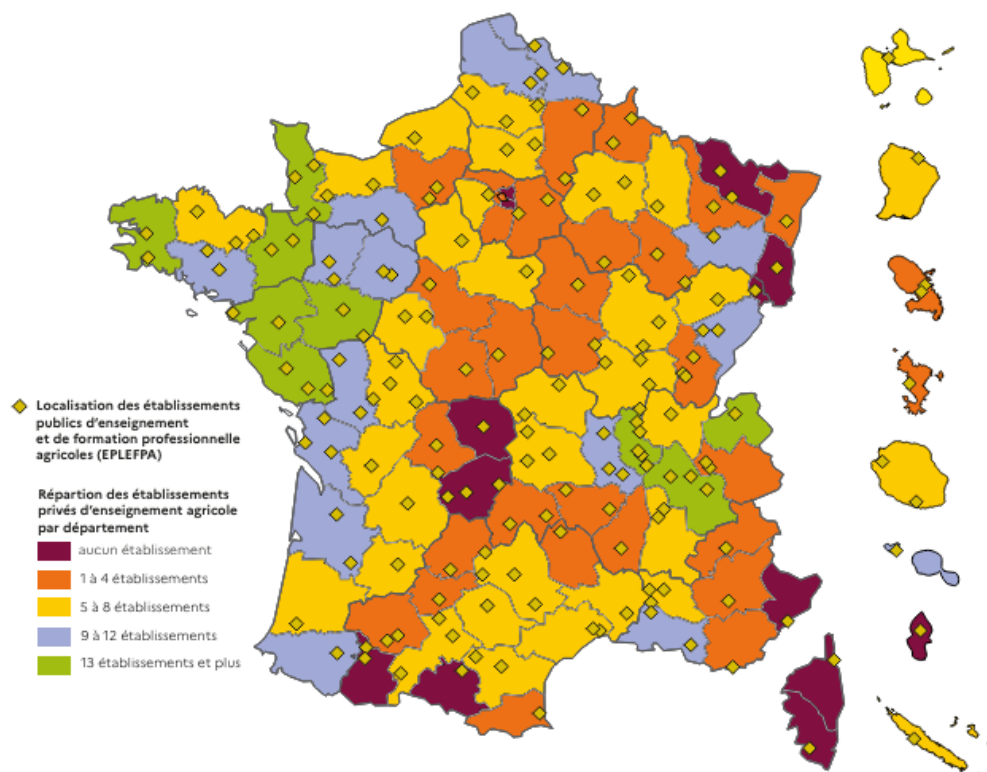 Localisation des établissements
publics d'enseignement
et de formation professionnelle
agricoles (EPLEFPA)
Répartion des établissements
privés d'enseignement agricole
par département
aucun établissement
1 à 4 établissements
5 à 8 établissements
9 à 12 établissements
13 établissements et plus